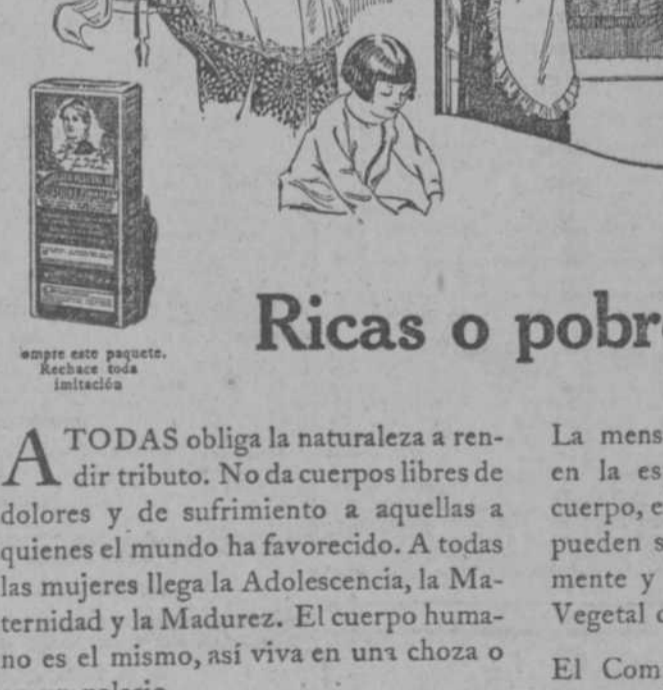 ompre este paquete.
Rechace toda
imitación
Ricas o pobr
A TODAS obliga la naturaleza a ren-
dir tributo. No da cuerpos libres de
dolores y de sufrimiento a aquellas a
quienes el mundo ha favorecido. A todas
las mujeres llega la Adolescencia, la Ma-
ternidad y la Madurez. El cuerpo huma-
no es el mismo, así viva en una choza o
La mens
en la es
cuerpo, e
pueden s
mente y
Vegetal
El Com